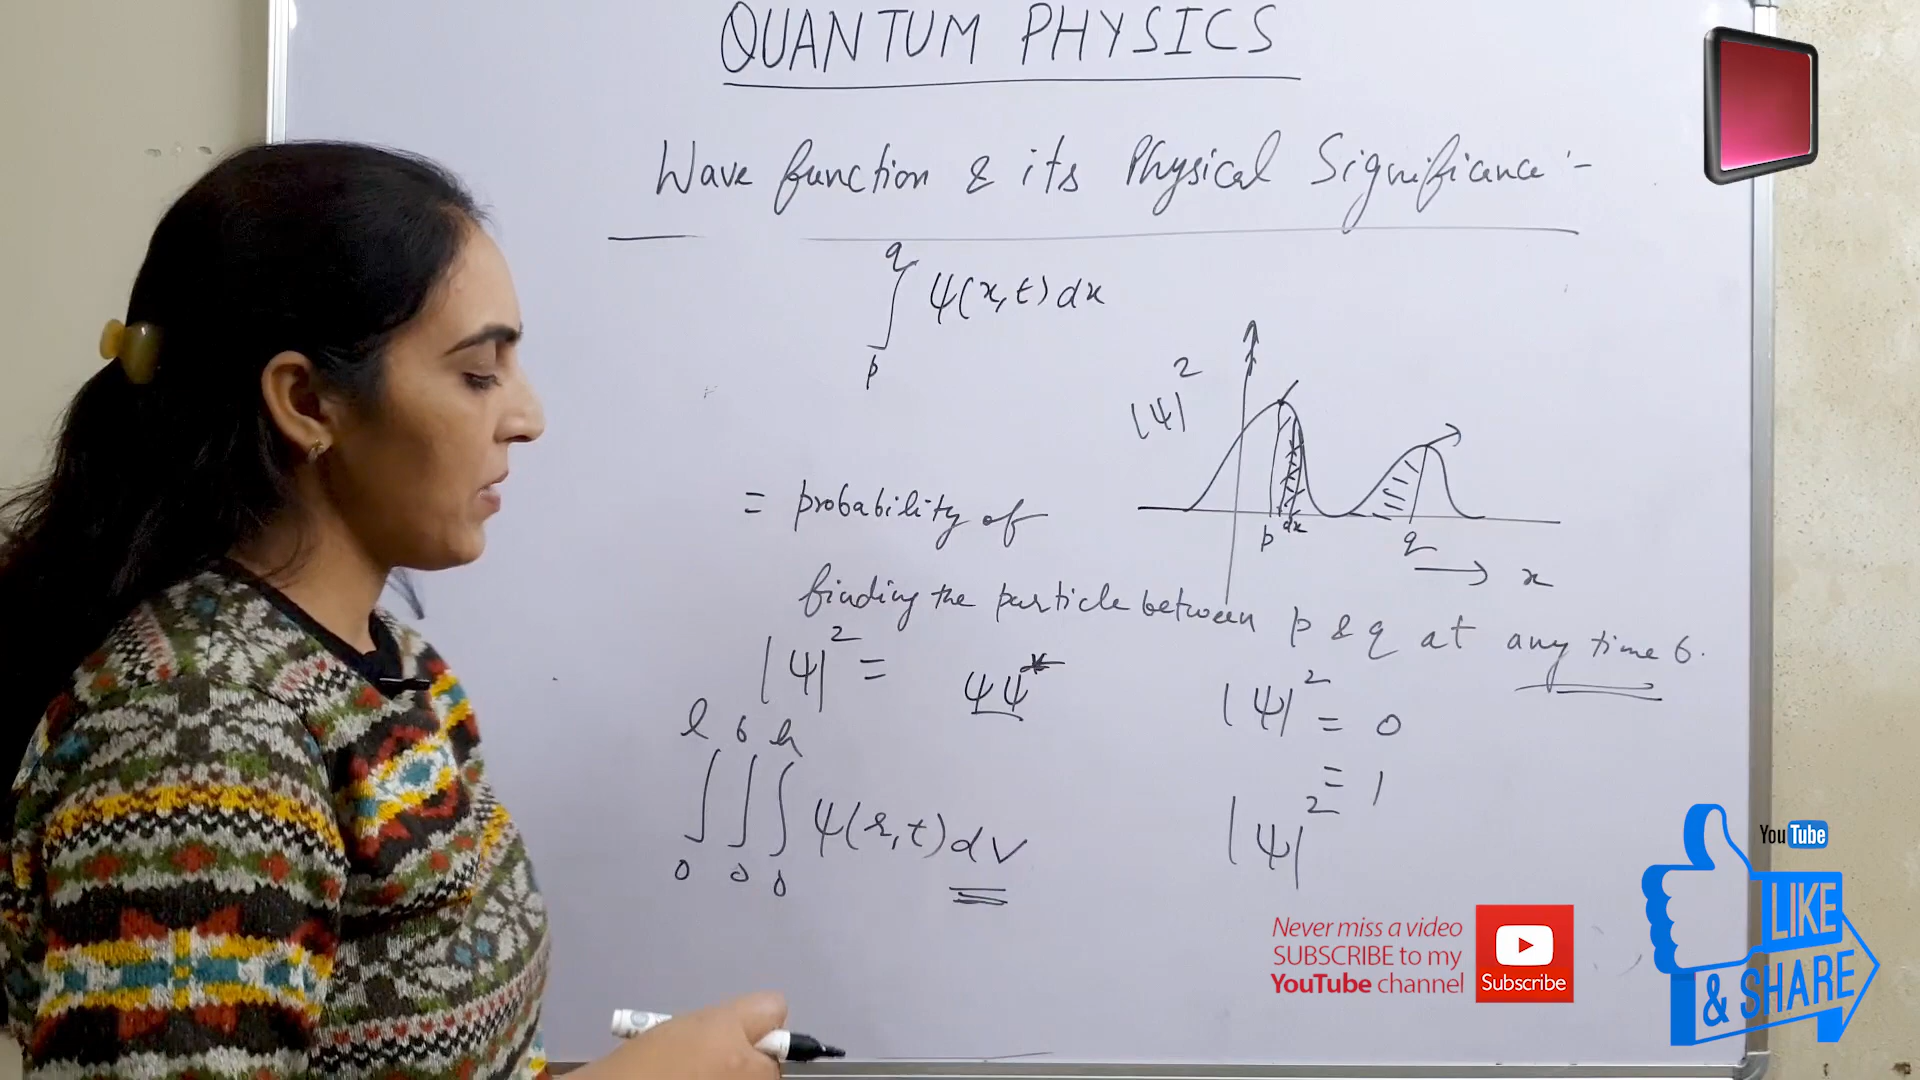 QUANTUM PHYSICS
Wave function & its Physical Significance :-
q
∫ ψ(x,t) dx
p
|ψ|²
p dx q
→ x
= probability of
finding the particle between p & q at any time 6.
|ψ|² = ψψ*
|ψ|² = 0
= 1
l b h
∫∫∫ ψ(r,t) dv
0 0 0
|ψ|²
YouTube
LIKE
& SHARE
Never miss a video
SUBSCRIBE to my
YouTube channel
Subscribe